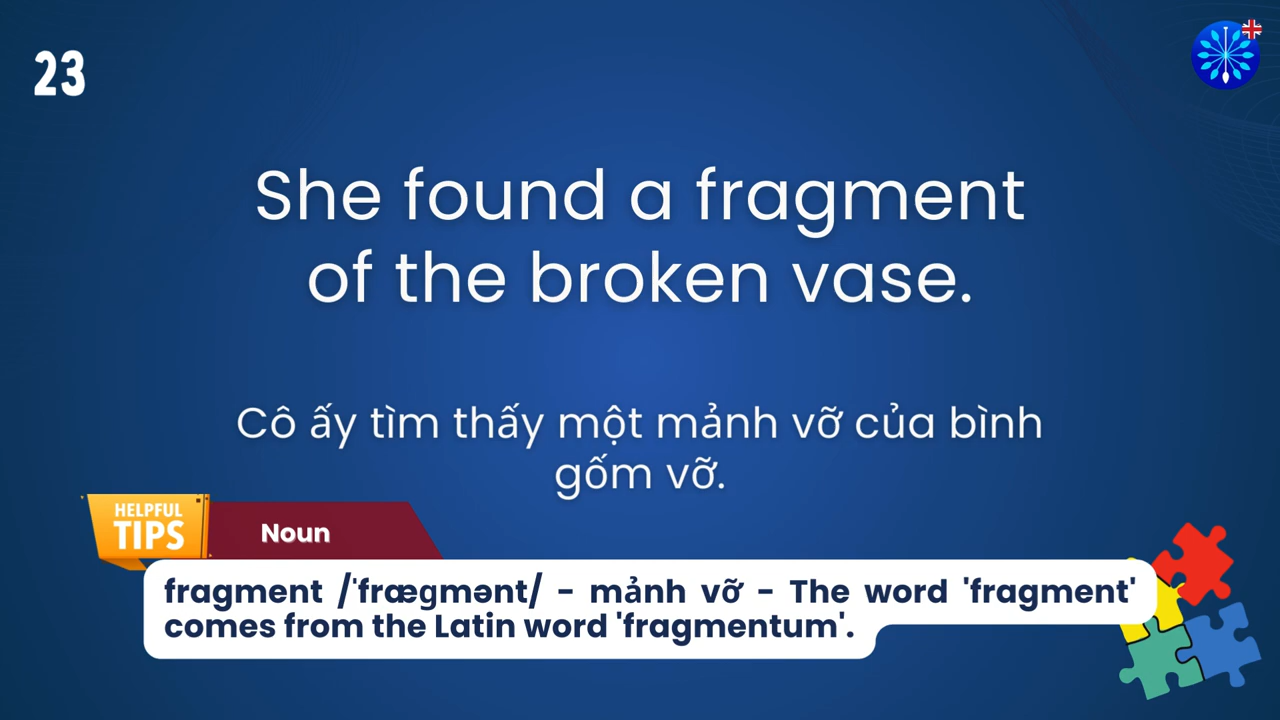 23
She found a fragment
of the broken vase.
Cô ấy tìm thấy một mảnh vỡ của bình
gốm vỡ.
HELPFUL
TIPS
Noun
fragment /ˈfræɡmənt/ - mảnh vỡ - The word 'fragment'
comes from the Latin word 'fragmentum'.